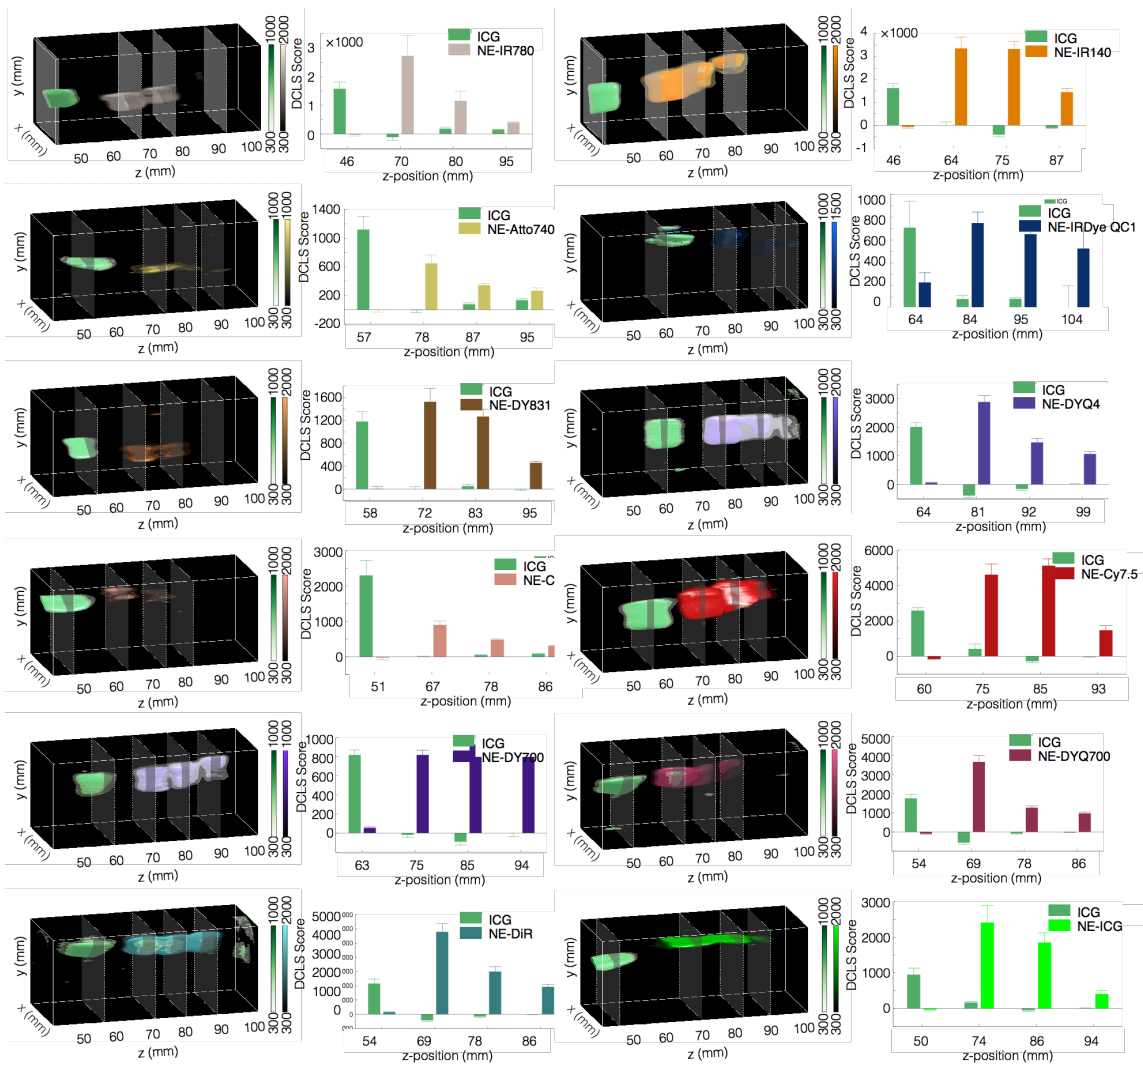 y (mm)
x (mm)
50 60 70 80 90 100
z (mm)
300 1000
300 2000
DCLS Score
×1000
3
2
1
0
ICG
NE-IR780
46 70 80 95
z-position (mm)
y (mm)
x (mm)
50 60 70 80 90 100
z (mm)
300 1000
300 2000
DCLS Score
×1000
4
3
2
1
0
-1
ICG
NE-IR140
46 64 75 87
z-position (mm)
y (mm)
x (mm)
50 60 70 80 90 100
z (mm)
300 1000
300 1000
DCLS Score
1400
1000
600
200
-200
ICG
NE-Atto740
57 78 87 95
z-position (mm)
y (mm)
x (mm)
50 60 70 80 90 100
z (mm)
300 1000
300 1500
DCLS Score
1000
800
600
400
200
0
ICG
ICG
NE-IRDye QC1
64 84 95 104
z-position (mm)
y (mm)
x (mm)
50 60 70 80 90 100
z (mm)
300 1000
300 2000
DCLS Score
1600
1200
800
400
0
ICG
NE-DY831
58 72 83 95
z-position (mm)
y (mm)
x (mm)
50 60 70 80 90 100
z (mm)
300 1000
300 2000
DCLS Score
3000
2000
1000
0
ICG
NE-DYQ4
64 81 92 99
z-position (mm)
y (mm)
x (mm)
50 60 70 80 90 100
z (mm)
300 1000
300 2000
DCLS Score
3000
2000
1000
0
ICG
NE-C
51 67 78 86
z-position (mm)
y (mm)
x (mm)
50 60 70 80 90 100
z (mm)
300 1000
300 2000
DCLS Score
6000
4000
2000
0
ICG
NE-Cy7.5
60 75 85 93
z-position (mm)
y (mm)
x (mm)
50 60 70 80 90 100
z (mm)
300 1000
300 1000
DCLS Score
1000
800
600
400
200
0
ICG
NE-DY700
63 75 85 94
z-position (mm)
y (mm)
x (mm)
50 60 70 80 90 100
z (mm)
300 1000
300 2000
DCLS Score
5000
4000
3000
2000
1000
0
ICG
NE-DYQ700
54 69 78 86
z-position (mm)
y (mm)
x (mm)
50 60 70 80 90 100
z (mm)
300 1000
300 2000
DCLS Score
5000
4000
3000
2000
1000
0
ICG
NE-DiR
54 69 78 86
z-position (mm)
y (mm)
x (mm)
50 60 70 80 90 100
z (mm)
300 1000
300 2000
DCLS Score
3000
2000
1000
0
ICG
NE-ICG
50 74 86 94
z-position (mm)